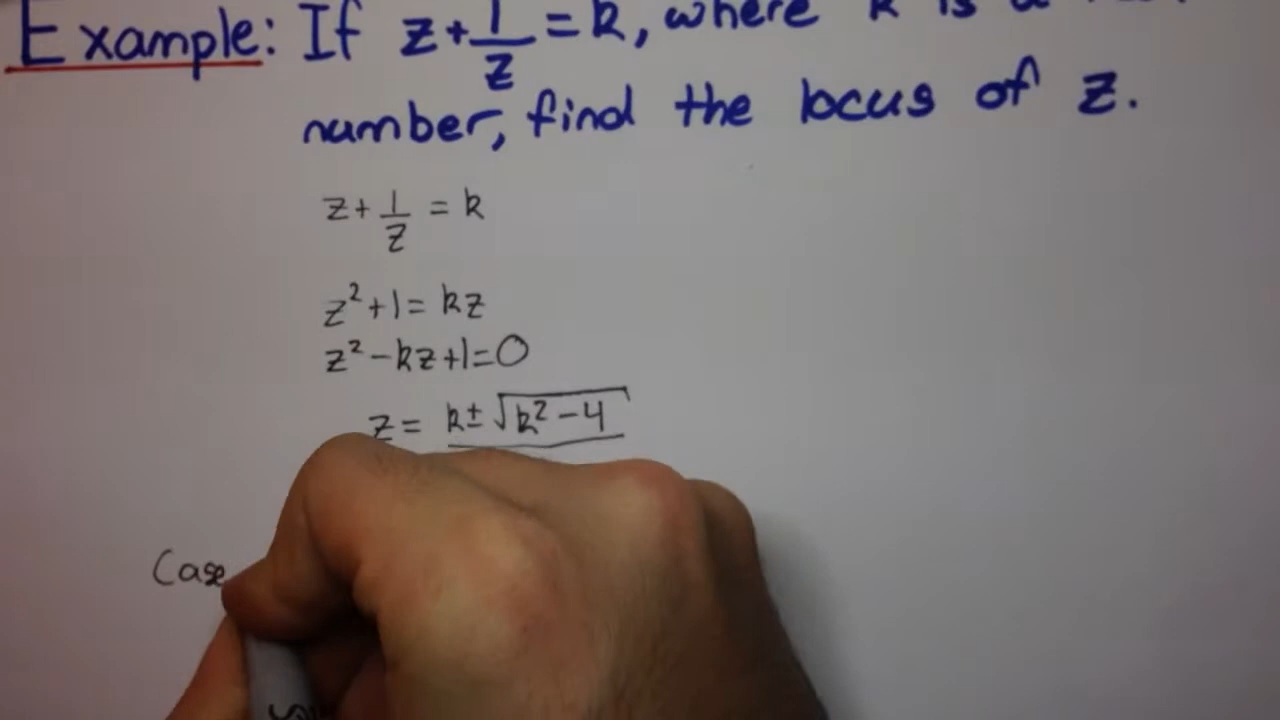 Example: If z + 1/z = k, where k is a
number, find the locus of z.
z + 1/z = k
z² + 1 = kz
z² - kz + 1 = 0
z = k ± √k² - 4
Case